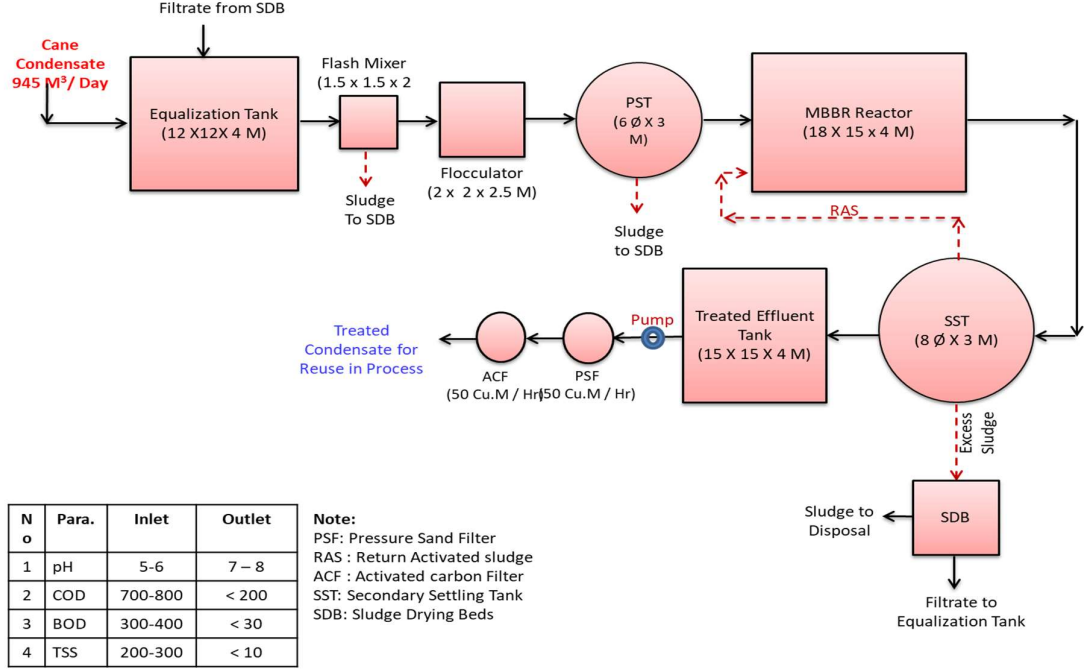 Filtrate from SDB
Cane
Condensate
945 M³/ Day
Equalization Tank
(12 X12X 4 M)
Flash Mixer
(1.5 x 1.5 x 2
Sludge
To SDB
Flocculator
(2 x 2 x 2.5 M)
PST
(6 Ø X 3
M)
Sludge
to SDB
MBBR Reactor
(18 X 15 x 4 M)
RAS
SST
(8 Ø X 3 M)
Treated Effluent
Tank
(15 X 15 X 4 M)
Pump
PSF
(50 Cu.M / Hr)
ACF
(50 Cu.M / Hr)
Treated
Condensate for
Reuse in Process
Excess
Sludge
SDB
Sludge to
Disposal
Filtrate to
Equalization Tank
No Para. Inlet Outlet
1 pH 5-6 7 – 8
2 COD 700-800 < 200
3 BOD 300-400 < 30
4 TSS 200-300 < 10
Note:
PSF: Pressure Sand Filter
RAS : Return Activated sludge
ACF : Activated carbon Filter
SST: Secondary Settling Tank
SDB: Sludge Drying Beds